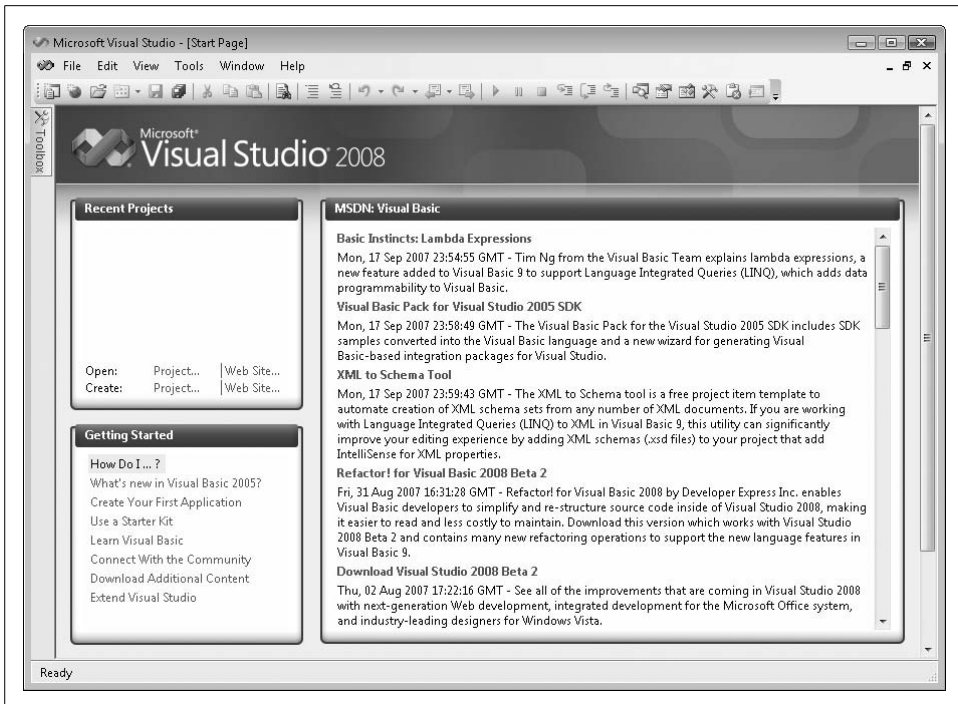 Microsoft Visual Studio - [Start Page]
File Edit View Tools Window Help
Toolbox
Microsoft®
Visual Studio® 2008
Recent Projects
Open: Project... |Web Site...
Create: Project... |Web Site...
Getting Started
How Do I ... ?
What's new in Visual Basic 2005?
Create Your First Application
Use a Starter Kit
Learn Visual Basic
Connect With the Community
Download Additional Content
Extend Visual Studio
MSDN: Visual Basic
Basic Instincts: Lambda Expressions
Mon, 17 Sep 2007 23:54:55 GMT - Tim Ng from the Visual Basic Team explains lambda expressions, a
new feature added to Visual Basic 9 to support Language Integrated Queries (LINQ), which adds data
programmability to Visual Basic.
Visual Basic Pack for Visual Studio 2005 SDK
Mon, 17 Sep 2007 23:58:49 GMT - The Visual Basic Pack for the Visual Studio 2005 SDK includes SDK
samples converted into the Visual Basic language and a new wizard for generating Visual
Basic-based integration packages for Visual Studio.
XML to Schema Tool
Mon, 17 Sep 2007 23:59:43 GMT - The XML to Schema tool is a free project item template to
automate creation of XML schema sets from any number of XML documents. If you are working
with Language Integrated Queries (LINQ) to XML in Visual Basic 9, this utility can significantly
improve your editing experience by adding XML schemas (.xsd files) to your project that add
IntelliSense for XML properties.
Refactor! for Visual Basic 2008 Beta 2
Fri, 31 Aug 2007 16:31:28 GMT - Refactor! for Visual Basic 2008 by Developer Express Inc. enables
Visual Basic developers to simplify and re-structure source code inside of Visual Studio 2008, making
it easier to read and less costly to maintain. Download this version which works with Visual Studio
2008 Beta 2 and contains many new refactoring operations to support the new language features in
Visual Basic 9.
Download Visual Studio 2008 Beta 2
Thu, 02 Aug 2007 17:22:16 GMT - See all of the improvements that are coming in Visual Studio 2008
with next-generation Web development, integrated development for the Microsoft Office system,
and industry-leading designers for Windows Vista.
Ready